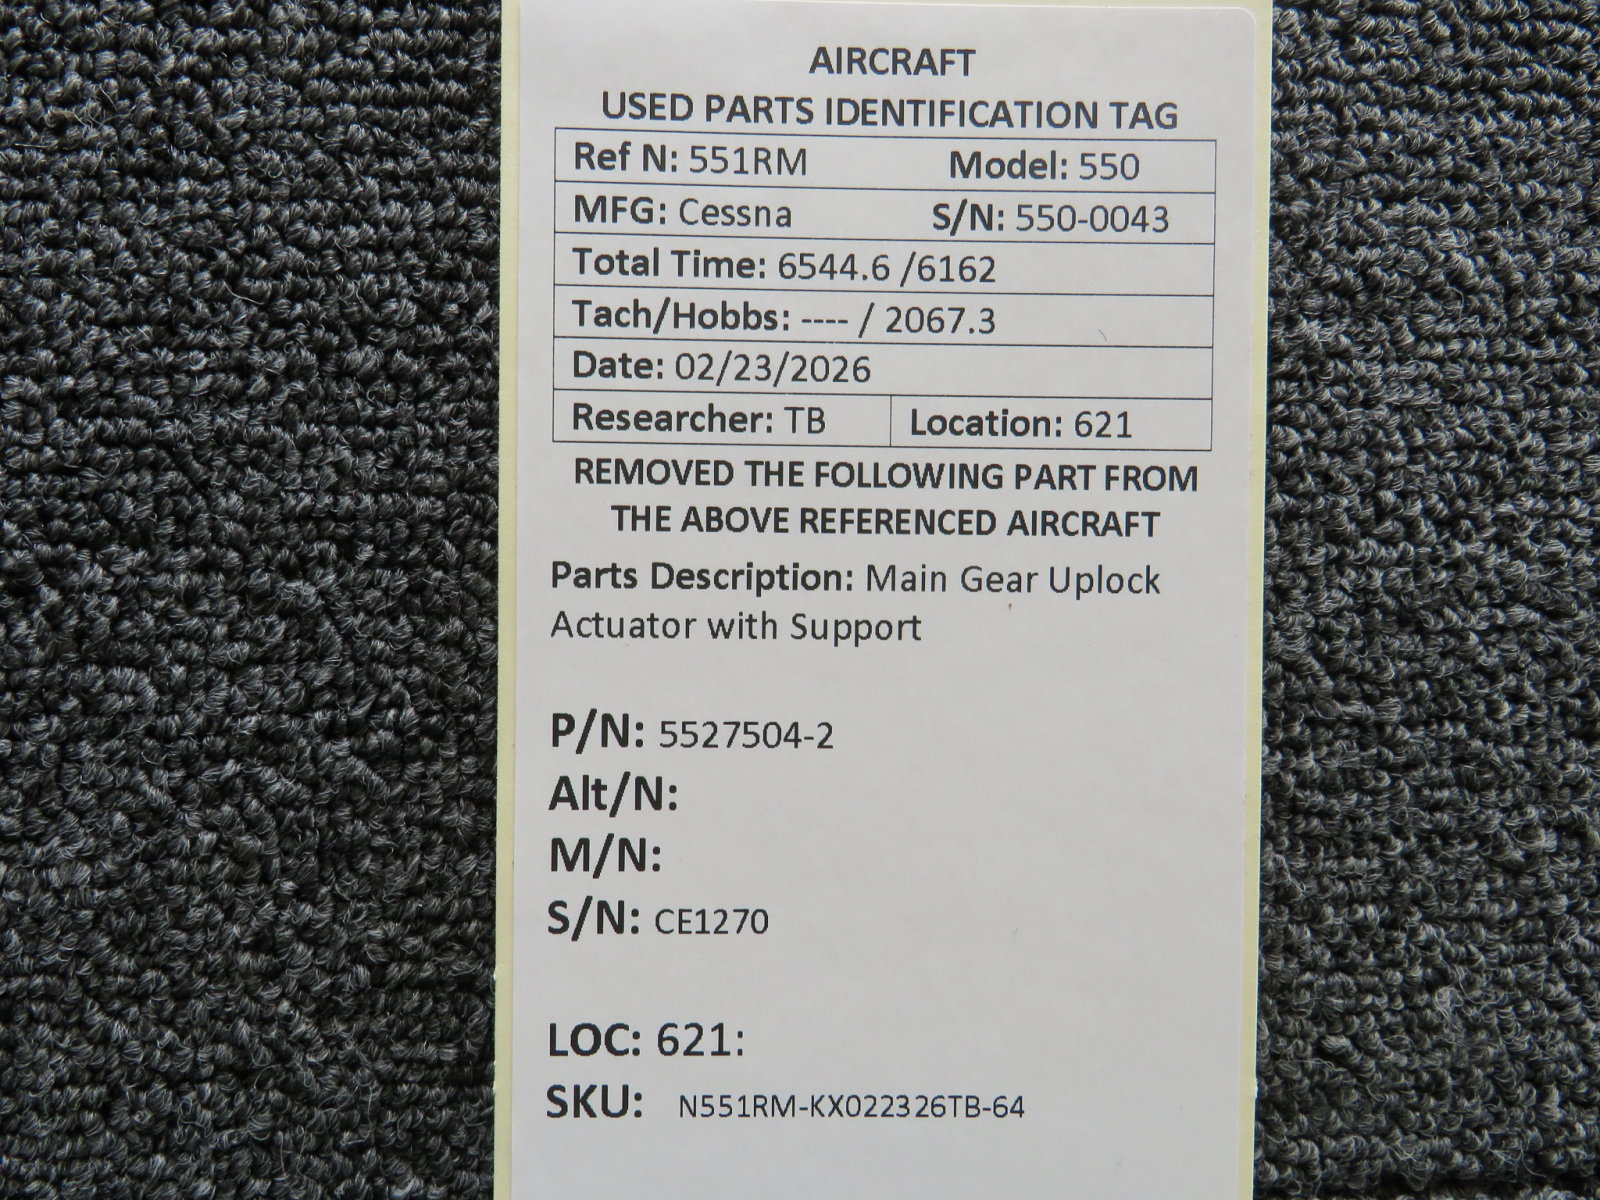 AIRCRAFT
USED PARTS IDENTIFICATION TAG
Ref N: 551RM Model: 550
MFG: Cessna S/N: 550-0043
Total Time: 6544.6 /6162
Tach/Hobbs: ---- / 2067.3
Date: 02/23/2026
Researcher: TB Location: 621
REMOVED THE FOLLOWING PART FROM
THE ABOVE REFERENCED AIRCRAFT
Parts Description: Main Gear Uplock
Actuator with Support
P/N: 5527504-2
Alt/N:
M/N:
S/N: CE1270
LOC: 621:
SKU: N551RM-KX022326TB-64